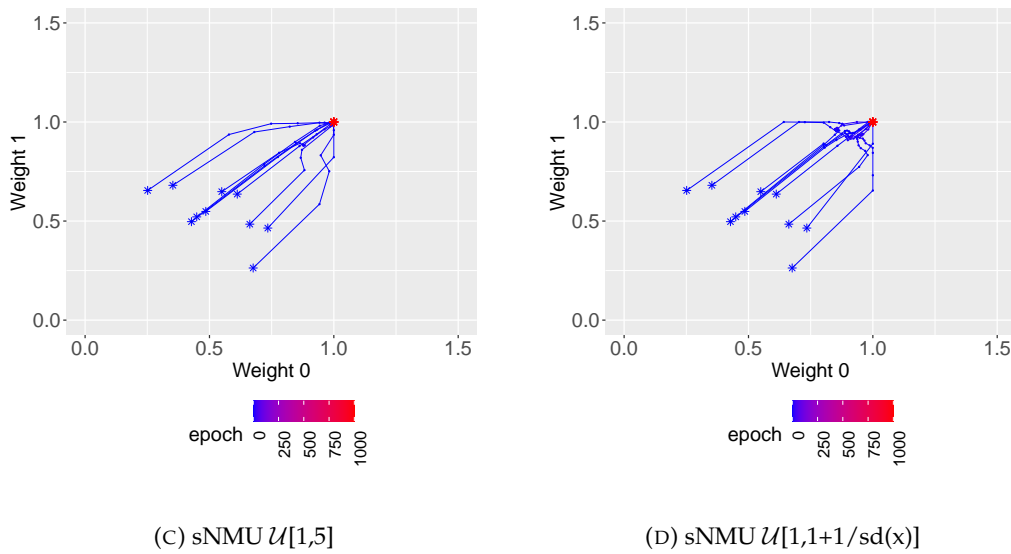 1.5
1.0
0.5
0.0
Weight 1
0.0 0.5 1.0 1.5
Weight 0
epoch
0 250 500 750 1000
(C) sNMU U[1,5]
1.5
1.0
0.5
0.0
Weight 1
0.0 0.5 1.0 1.5
Weight 0
epoch
0 250 500 750 1000
(D) sNMU U[1,1+1/sd(x)]